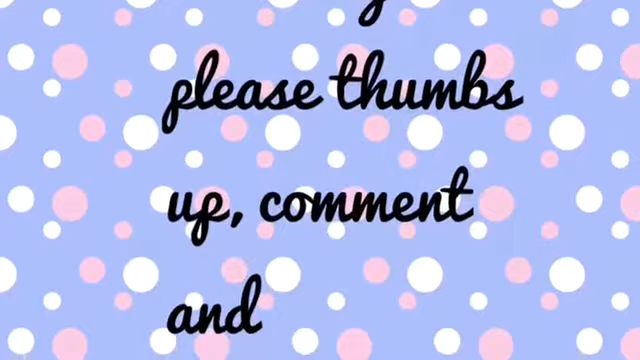 please thumbs
up, comment
and